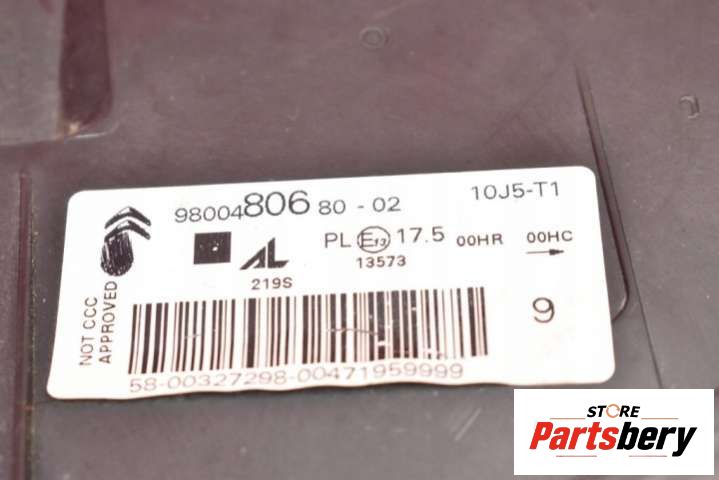 98004806 80 - 02 10J5-T1
PL E13 17.5 00HR 00HC
13573
AL
219S
NOT CCC
APPROVED
9
58-00327298-00471959999
STORE
Partsbery